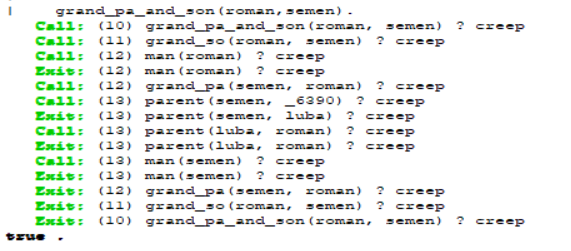 |    grand_pa_and_son(roman,semen).
Call: (10) grand_pa_and_son(roman, semen) ? creep
Call: (11) grand_so(roman, semen) ? creep
Call: (12) man(roman) ? creep
Exit: (12) man(roman) ? creep
Call: (12) grand_pa(semen, roman) ? creep
Call: (13) parent(semen, _6390) ? creep
Exit: (13) parent(semen, luba) ? creep
Call: (13) parent(luba, roman) ? creep
Exit: (13) parent(luba, roman) ? creep
Call: (13) man(semen) ? creep
Exit: (13) man(semen) ? creep
Exit: (12) grand_pa(semen, roman) ? creep
Exit: (11) grand_so(roman, semen) ? creep
Exit: (10) grand_pa_and_son(roman, semen) ? creep
true .